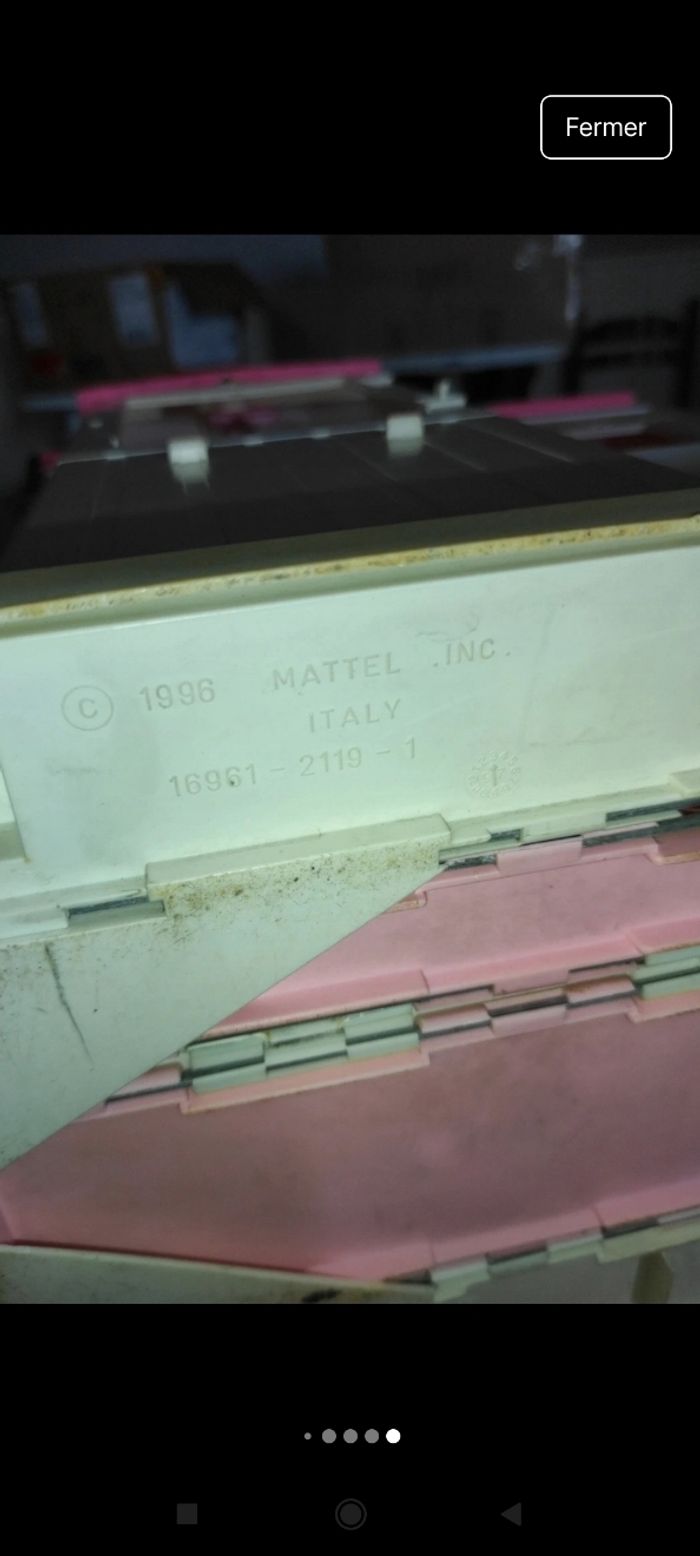 Fermer
© 1996 MATTEL .INC.
ITALY
16961-2119-1